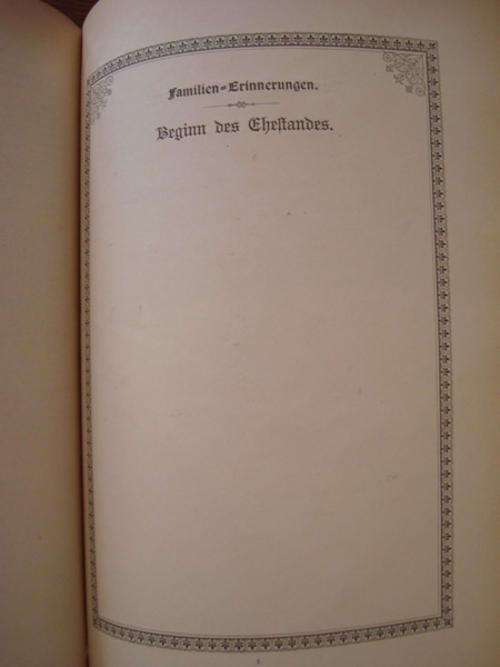 Familien-Erinnerungen.
Beginn des Ehestandes.